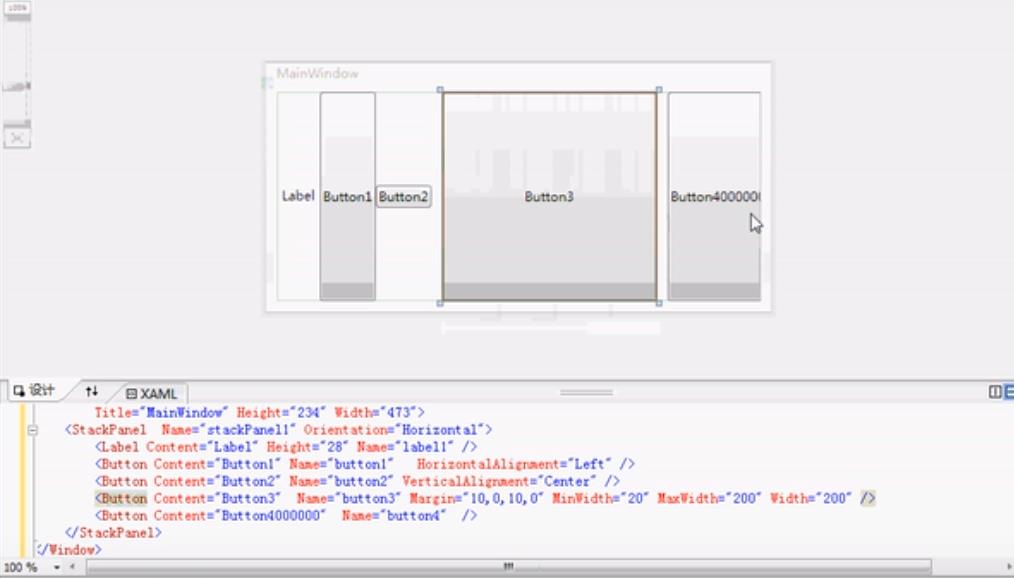 100%
MainWindow
Label Button1 Button2 Button3 Button4000000
设计 XAML
Title="MainWindow" Height="234" Width="473">
<StackPanel Name="stackPanel1" Orientation="Horizontal">
<Label Content="Label" Height="28" Name="label1" />
<Button Content="Button1" Name="button1" HorizontalAlignment="Left" />
<Button Content="Button2" Name="button2" VerticalAlignment="Center" />
<Button Content="Button3" Name="button3" Margin="10,0,10,0" MinWidth="20" MaxWidth="200" Width="200" />
<Button Content="Button4000000" Name="button4" />
</StackPanel>
</Window>
100 %